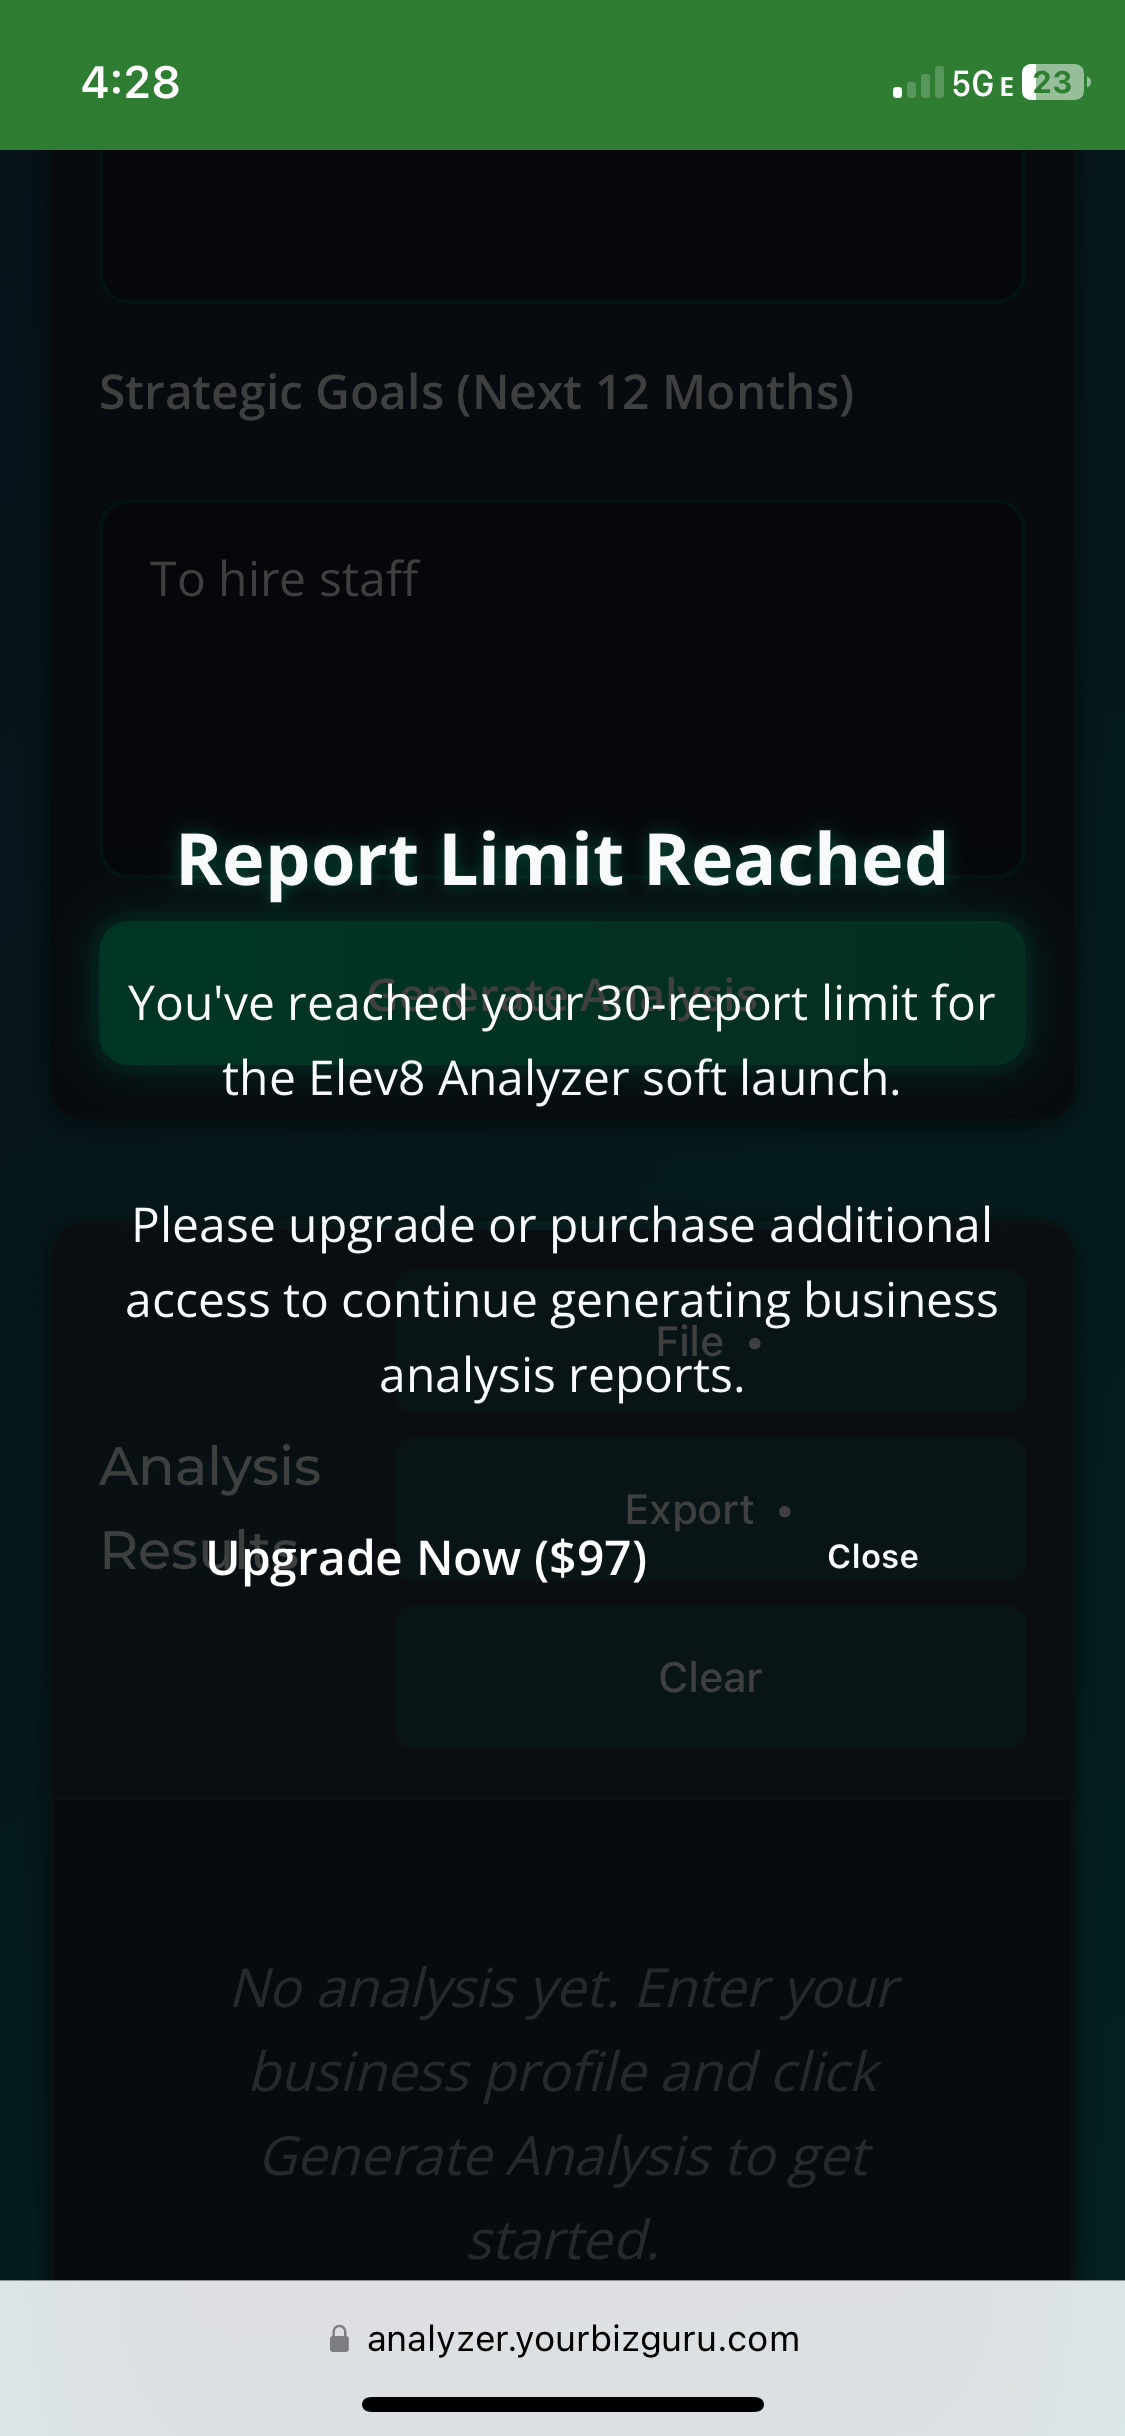 4:28
5G E 23
Strategic Goals (Next 12 Months)
To hire staff
Report Limit Reached
Generate Analysis
You've reached your 30-report limit for
the Elev8 Analyzer soft launch.
Please upgrade or purchase additional
access to continue generating business
analysis reports.
File •
Analysis
Results
Export •
Upgrade Now ($97)
Close
Clear
No analysis yet. Enter your
business profile and click
Generate Analysis to get
started.
analyzer.yourbizguru.com